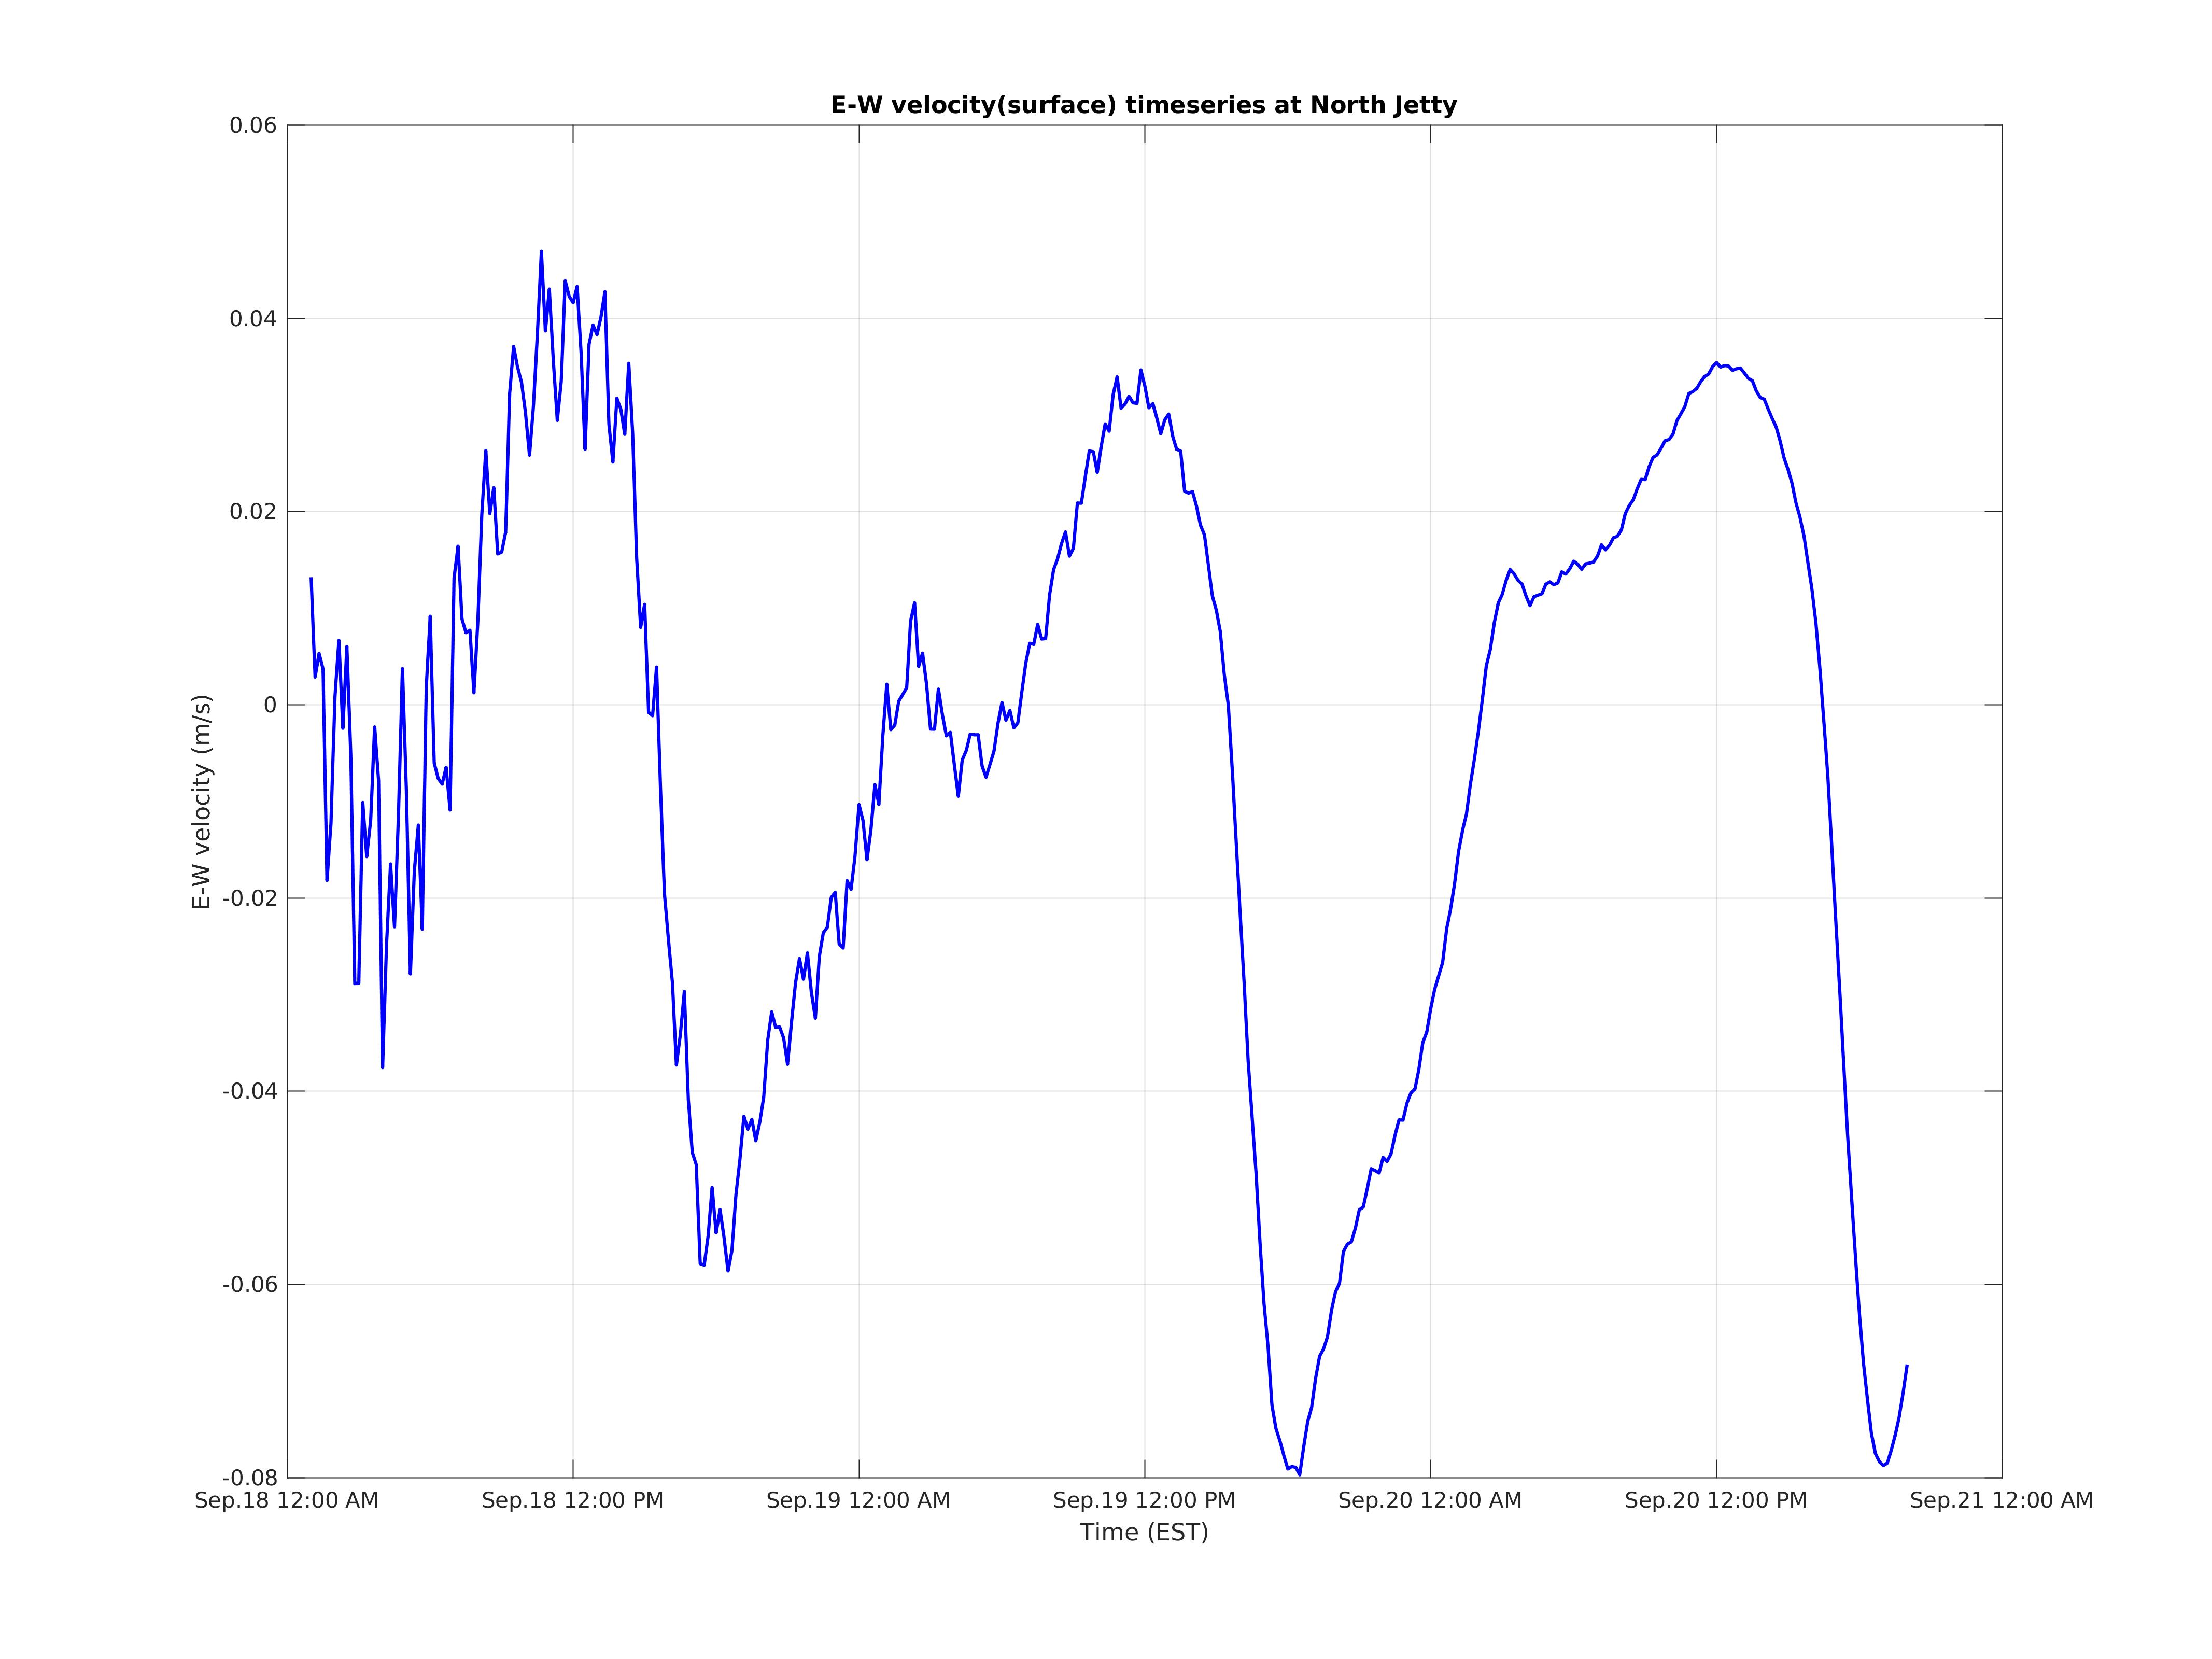 E-W velocity(surface) timeseries at North Jetty
0.06
0.04
0.02
0
-0.02
-0.04
-0.06
-0.08
E-W velocity (m/s)
Sep.18 12:00 AM Sep.18 12:00 PM Sep.19 12:00 AM Sep.19 12:00 PM Sep.20 12:00 AM Sep.20 12:00 PM Sep.21 12:00 AM
Time (EST)